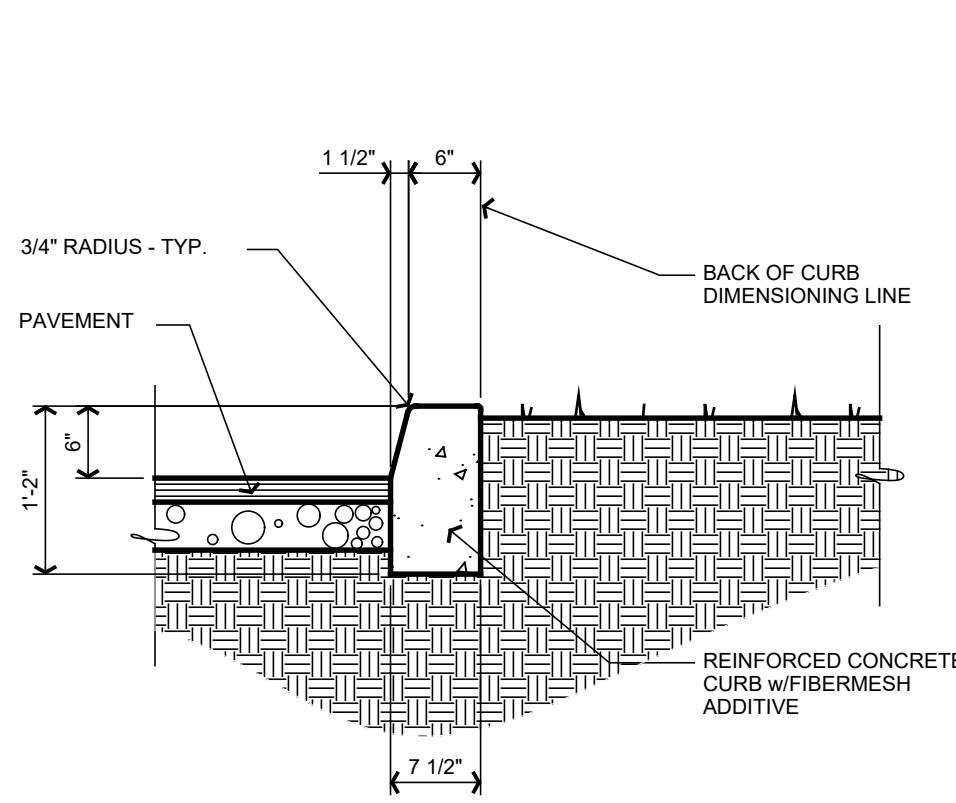 1 1/2"
6"
3/4" RADIUS - TYP.
BACK OF CURB
DIMENSIONING LINE
PAVEMENT
6"
1'-2"
REINFORCED CONCRETE
CURB w/FIBERMESH
ADDITIVE
7 1/2"